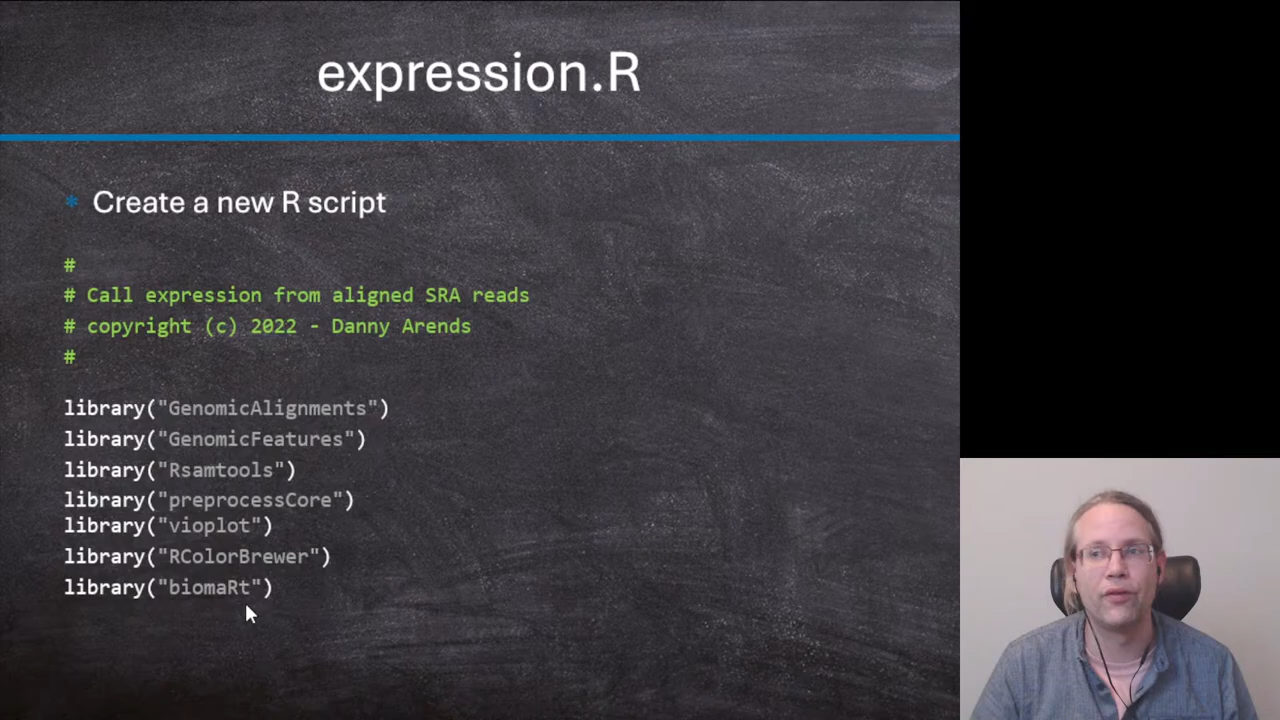 expression.R
* Create a new R script
#
# Call expression from aligned SRA reads
# copyright (c) 2022 - Danny Arends
#
library("GenomicAlignments")
library("GenomicFeatures")
library("Rsamtools")
library("preprocessCore")
library("vioplot")
library("RColorBrewer")
library("biomaRt")